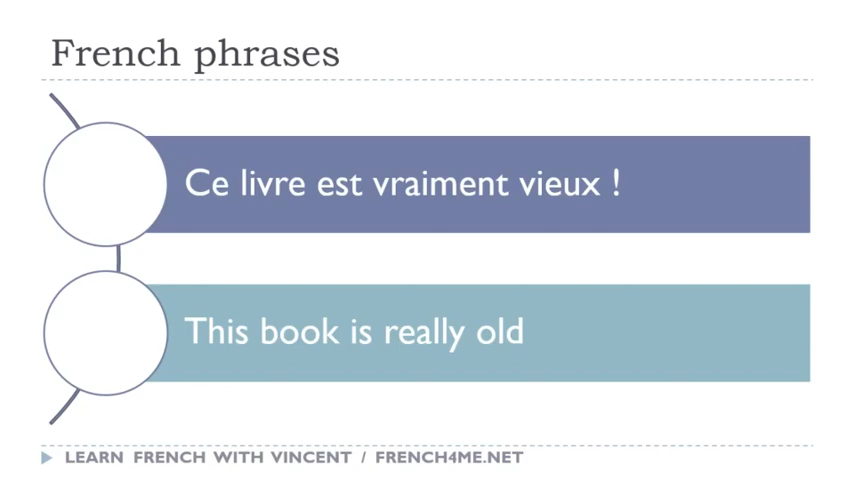 French phrases
Ce livre est vraiment vieux !
This book is really old
LEARN FRENCH WITH VINCENT / FRENCH4ME.NET